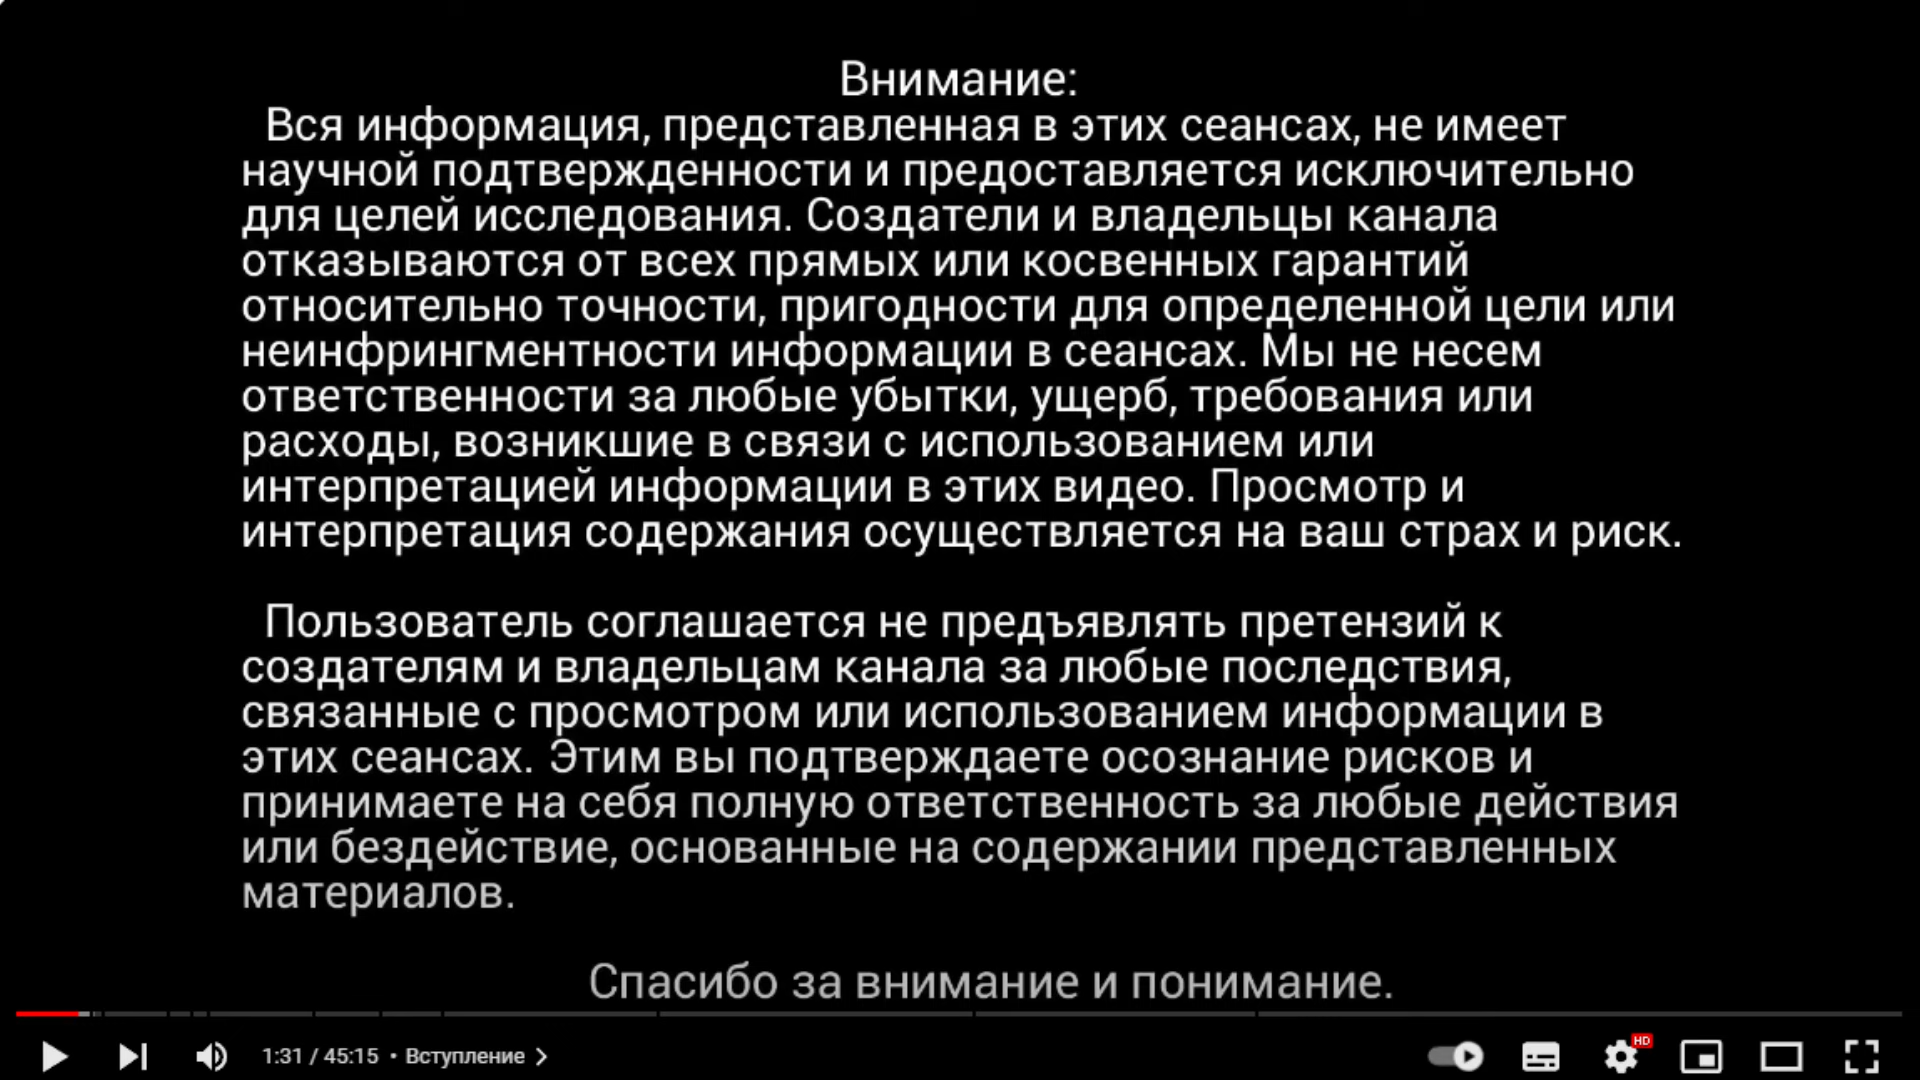 Внимание:
Вся информация, представленная в этих сеансах, не имеет
научной подтвержденности и предоставляется исключительно
для целей исследования. Создатели и владельцы канала
отказываются от всех прямых или косвенных гарантий
относительно точности, пригодности для определенной цели или
неинфрингментности информации в сеансах. Мы не несем
ответственности за любые убытки, ущерб, требования или
расходы, возникшие в связи с использованием или
интерпретацией информации в этих видео. Просмотр и
интерпретация содержания осуществляется на ваш страх и риск.
Пользователь соглашается не предъявлять претензий к
создателям и владельцам канала за любые последствия,
связанные с просмотром или использованием информации в
этих сеансах. Этим вы подтверждаете осознание рисков и
принимаете на себя полную ответственность за любые действия
или бездействие, основанные на содержании представленных
материалов.
Спасибо за внимание и понимание.
1:31 / 45:15 • Вступление
HD